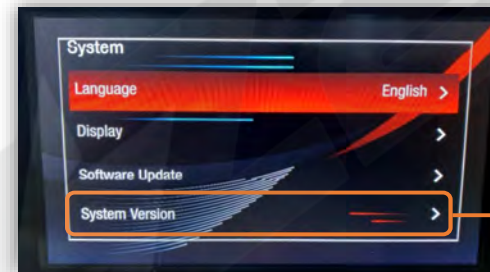 System
Language English
Display
Software Update
System Version